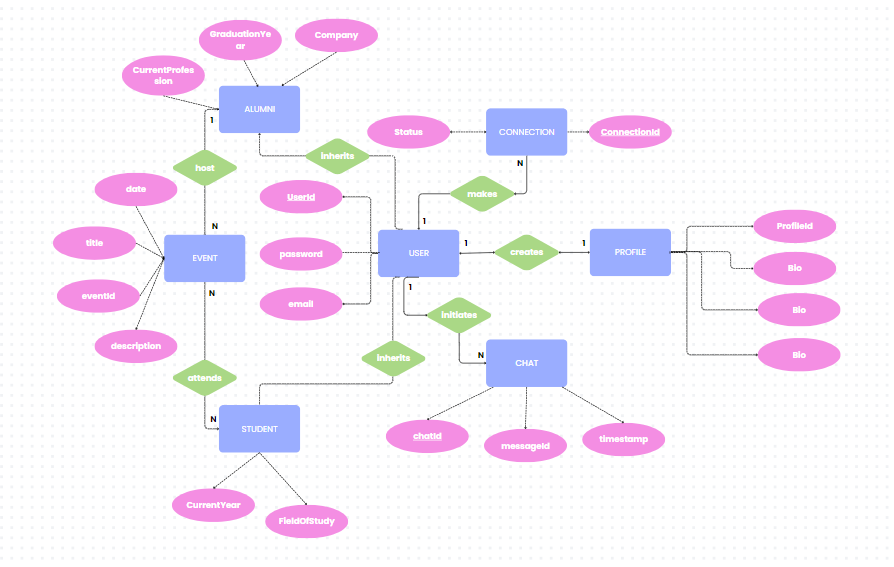 GraduationYe
ar
Company
CurrentProfes
sion
ALUMNI
1
Status
CONNECTION
ConnectionId
inherits
N
host
date
UserId
makes
1
N
title
EVENT
password
USER
1
creates
1
PROFILE
ProfileId
Bio
Bio
Bio
eventId
N
email
1
initiates
description
inherits
N
CHAT
attends
N
STUDENT
chatId
messageId
timestamp
CurrentYear
FieldOfStudy